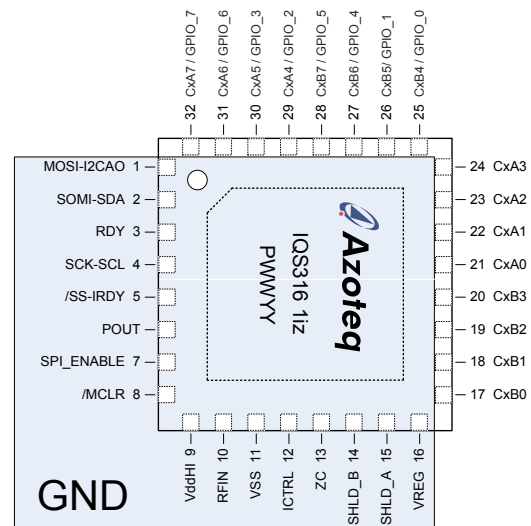 32 CxA7 / GPIO_7
31 CxA6 / GPIO_6
30 CxA5 / GPIO_3
29 CxA4 / GPIO_2
28 CxB7 / GPIO_5
27 CxB6 / GPIO_4
26 CxB5/ GPIO_1
25 CxB4 / GPIO_0
MOSI-I2CAO 1
SOMI-SDA 2
RDY 3
SCK-SCL 4
/SS-IRDY 5
POUT
SPI_ENABLE 7
/MCLR 8
Azoteq
IQS316 1iz
PWWYY
24 CxA3
23 CxA2
22 CxA1
21 CxA0
20 CxB3
19 CxB2
18 CxB1
17 CxB0
VddHI 9
RFIN 10
VSS 11
ICTRL 12
ZC 13
SHLD_B 14
SHLD_A 15
VREG 16
GND